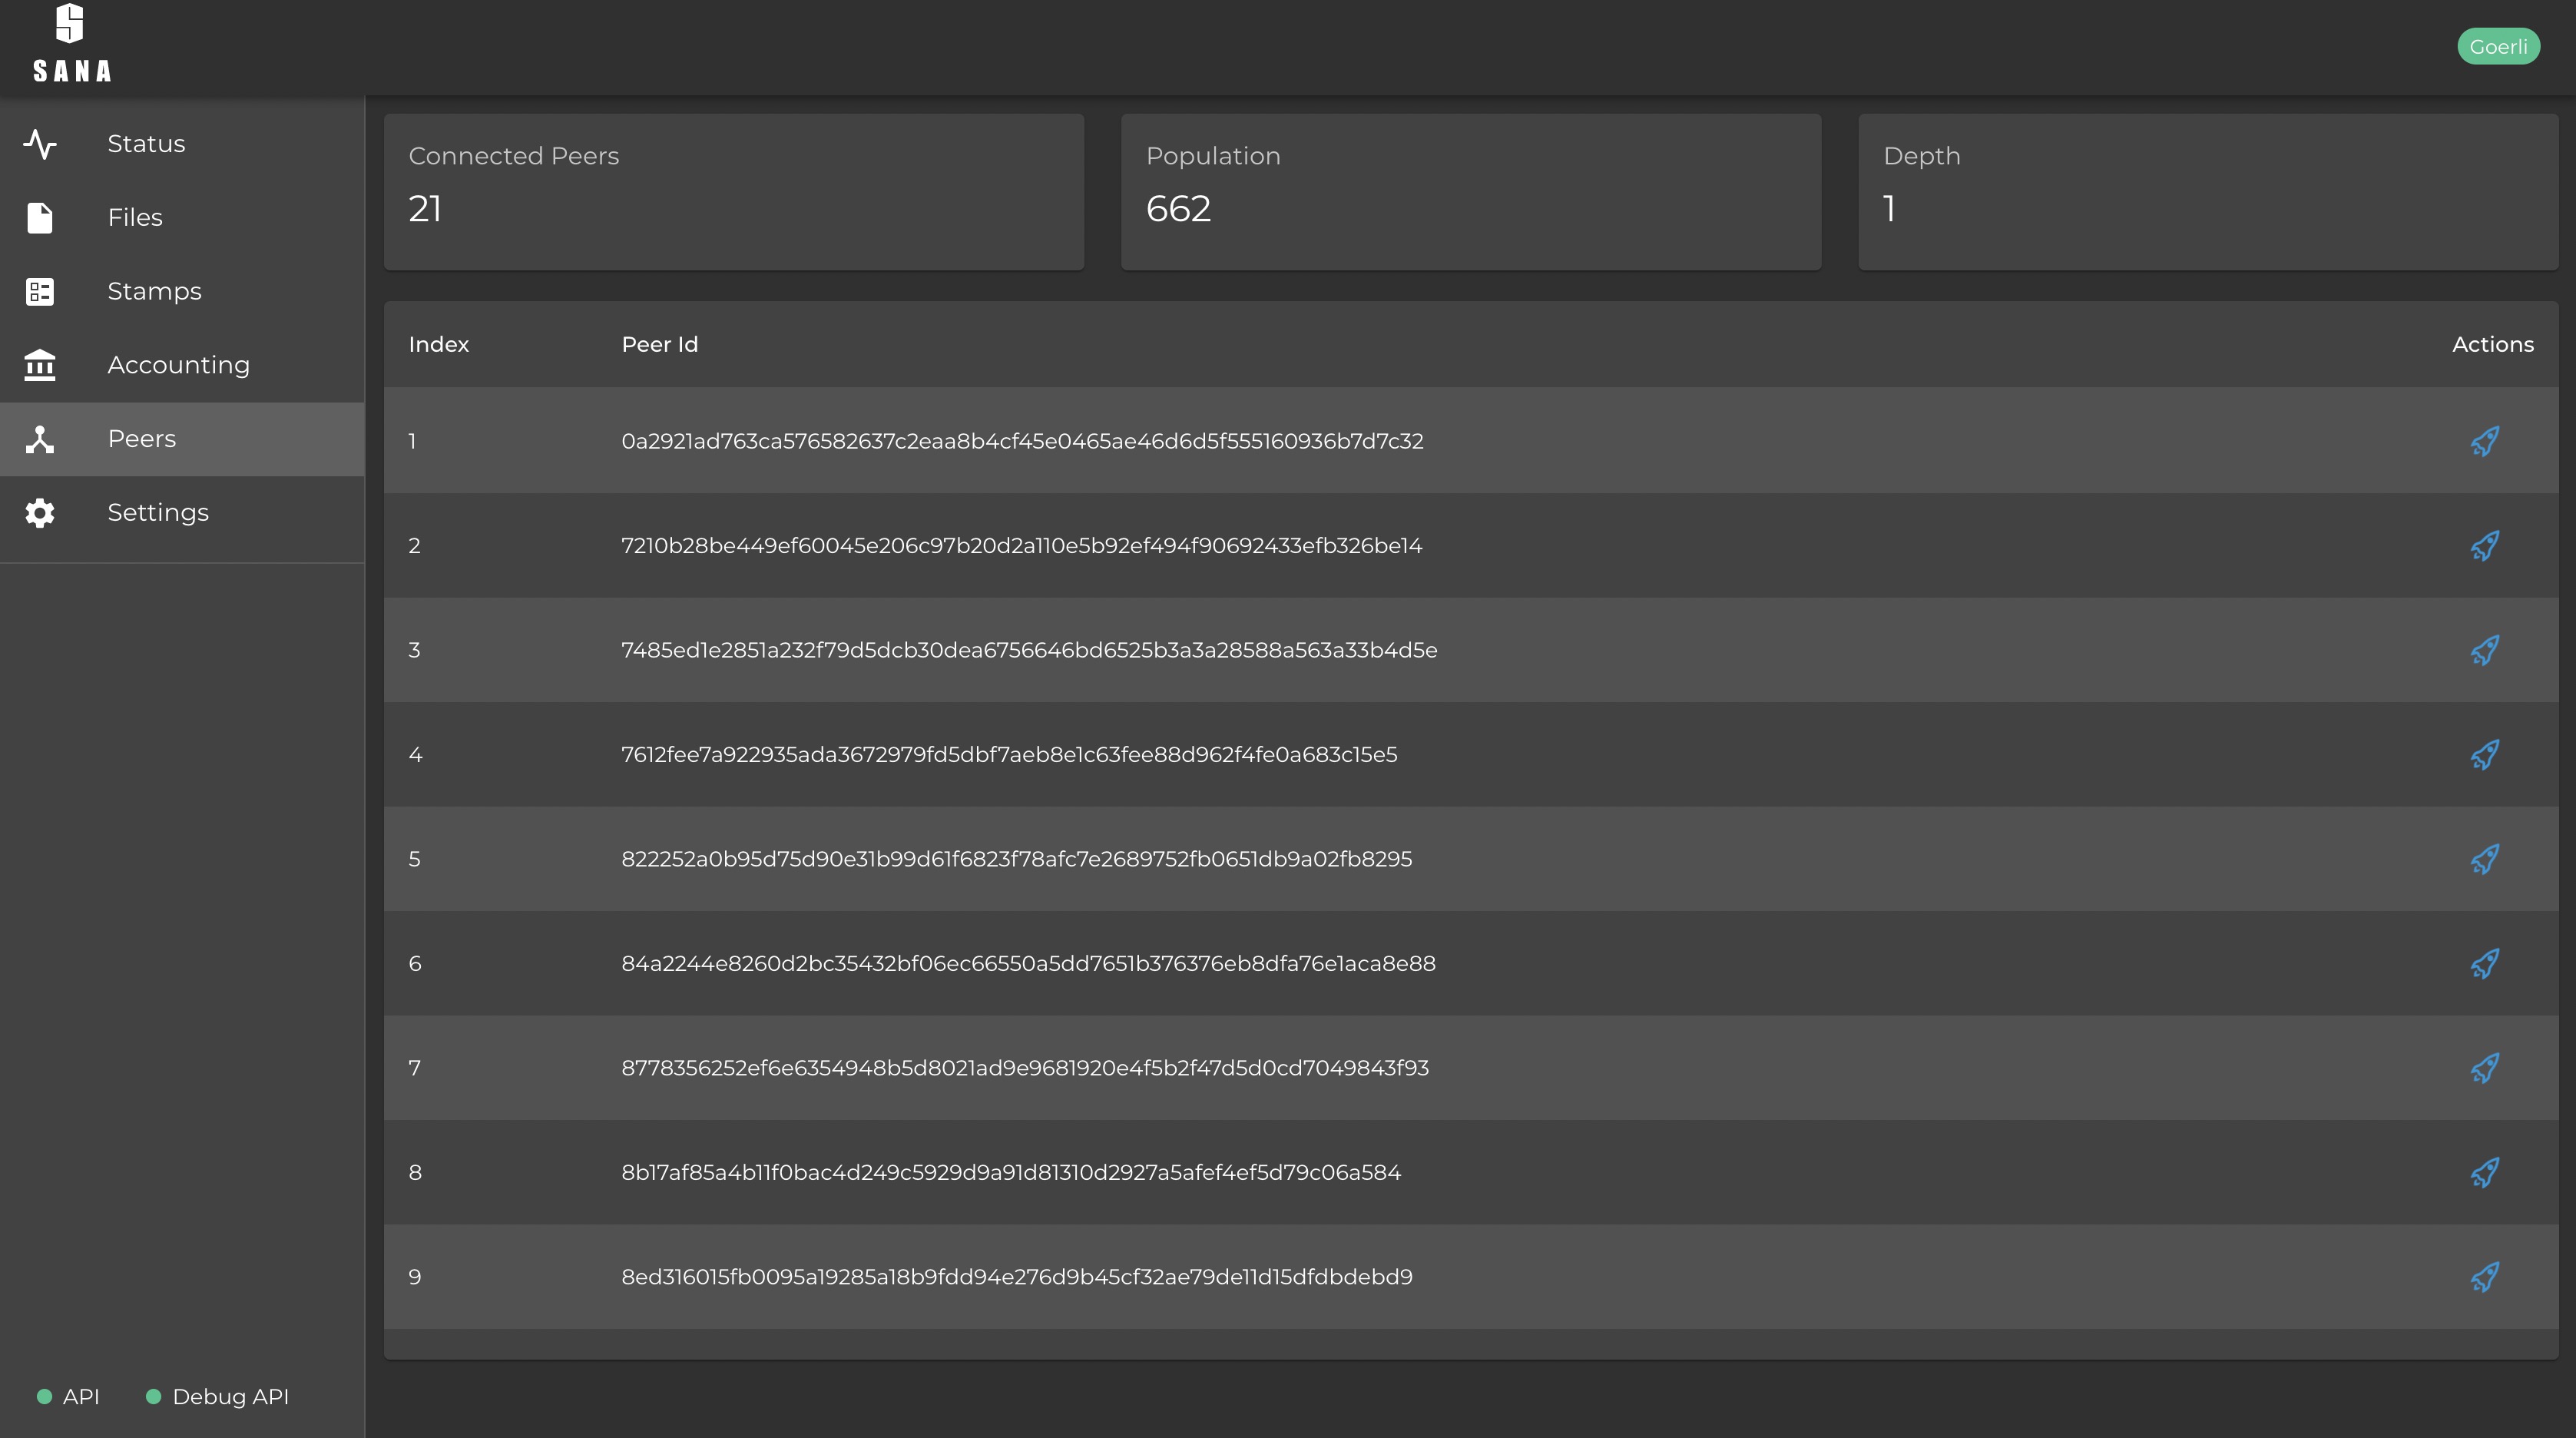 SANA
Goerli
Status
Files
Stamps
Accounting
Peers
Settings
Connected Peers
21
Population
662
Depth
1
Index Peer Id Actions
1 0a2921ad763ca576582637c2eaa8b4cf45e0465ae46d6d5f555160936b7d7c32
2 7210b28be449ef60045e206c97b20d2a110e5b92ef494f90692433efb326be14
3 7485ed1e2851a232f79d5dcb30dea6756646bd6525b3a3a28588a563a33b4d5e
4 7612fee7a922935ada3672979fd5dbf7aeb8e1c63fee88d962f4fe0a683c15e5
5 822252a0b95d75d90e31b99d61f6823f78afc7e2689752fb0651db9a02fb8295
6 84a2244e8260d2bc35432bf06ec66550a5dd7651b376376eb8dfa76e1aca8e88
7 8778356252ef6e6354948b5d8021ad9e9681920e4f5b2f47d5d0cd7049843f93
8 8b17af85a4b11f0bac4d249c5929d9a91d81310d2927a5afef4ef5d79c06a584
9 8ed316015fb0095a19285a18b9fdd94e276d9b45cf32ae79de11d15dfdbdebd9
API Debug API